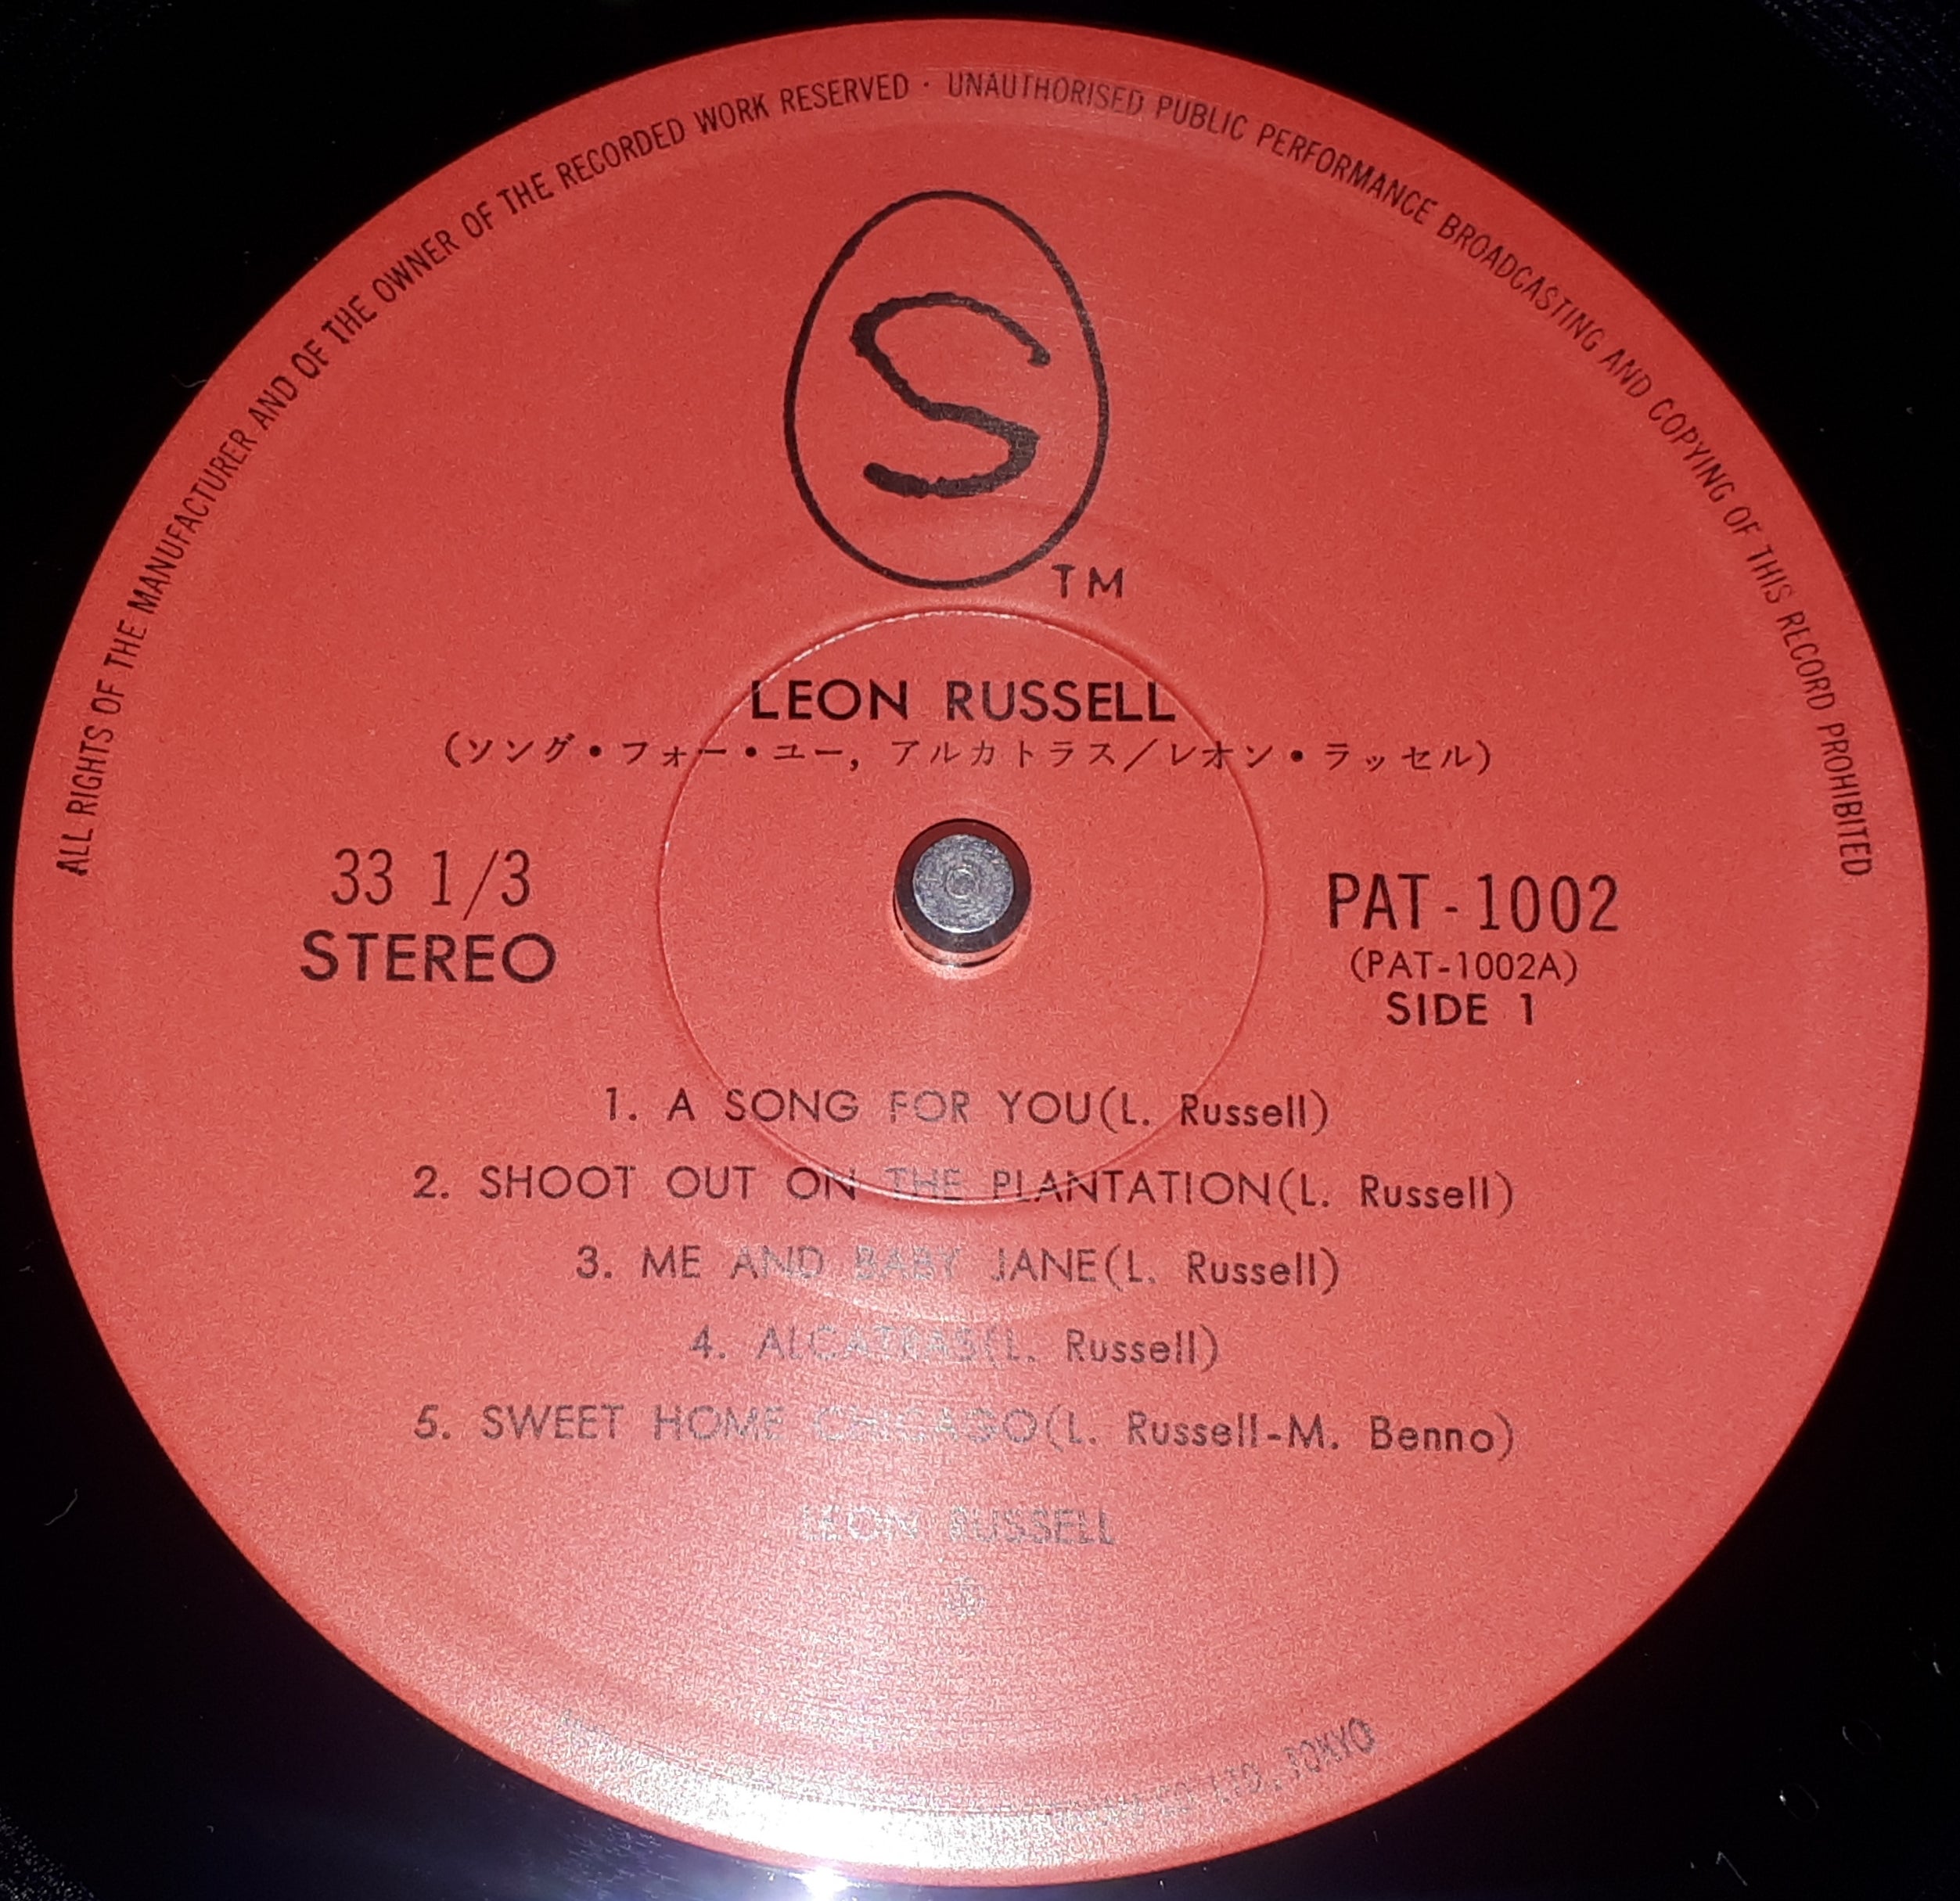 ALL RIGHTS OF THE MANUFACTURER AND OF THE OWNER OF THE RECORDED WORK RESERVED · UNAUTHORISED PUBLIC PERFORMANCE BROADCASTING AND COPYING OF THIS RECORD PROHIBITED
S
TM
LEON RUSSELL
(ソング・フォー・ユー, アルカトラス/レオン・ラッセル)
33 1/3
STEREO
PAT-1002
(PAT-1002A)
SIDE 1
1. A SONG FOR YOU(L. Russell)
2. SHOOT OUT ON THE PLANTATION(L. Russell)
3. ME AND BABY JANE(L. Russell)
4. ALCATRAS(L. Russell)
5. SWEET HOME CHICAGO(L. Russell-M. Benno)
LEON RUSSELL
LTD., TOKYO